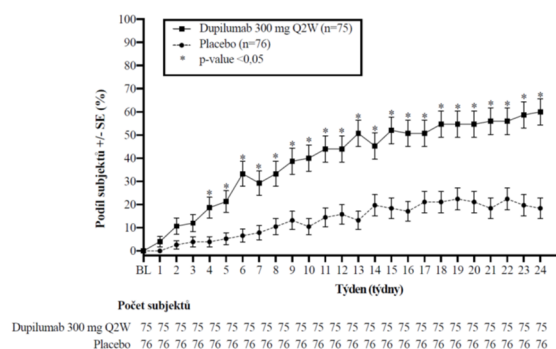 Dupilumab 300 mg Q2W (n=75)
Placebo (n=76)
* p-value <0,05
Podíl subjektů +/- SE (%)
100
90
80
70
60
50
40
30
20
10
0
BL 1 2 3 4 5 6 7 8 9 10 11 12 13 14 15 16 17 18 19 20 21 22 23 24
Týden (týdny)
Počet subjektů
Dupilumab 300 mg Q2W 75 75 75 75 75 75 75 75 75 75 75 75 75 75 75 75 75 75 75 75 75 75 75 75 75
Placebo 76 76 76 76 76 76 76 76 76 76 76 76 76 76 76 76 76 76 76 76 76 76 76 76 76